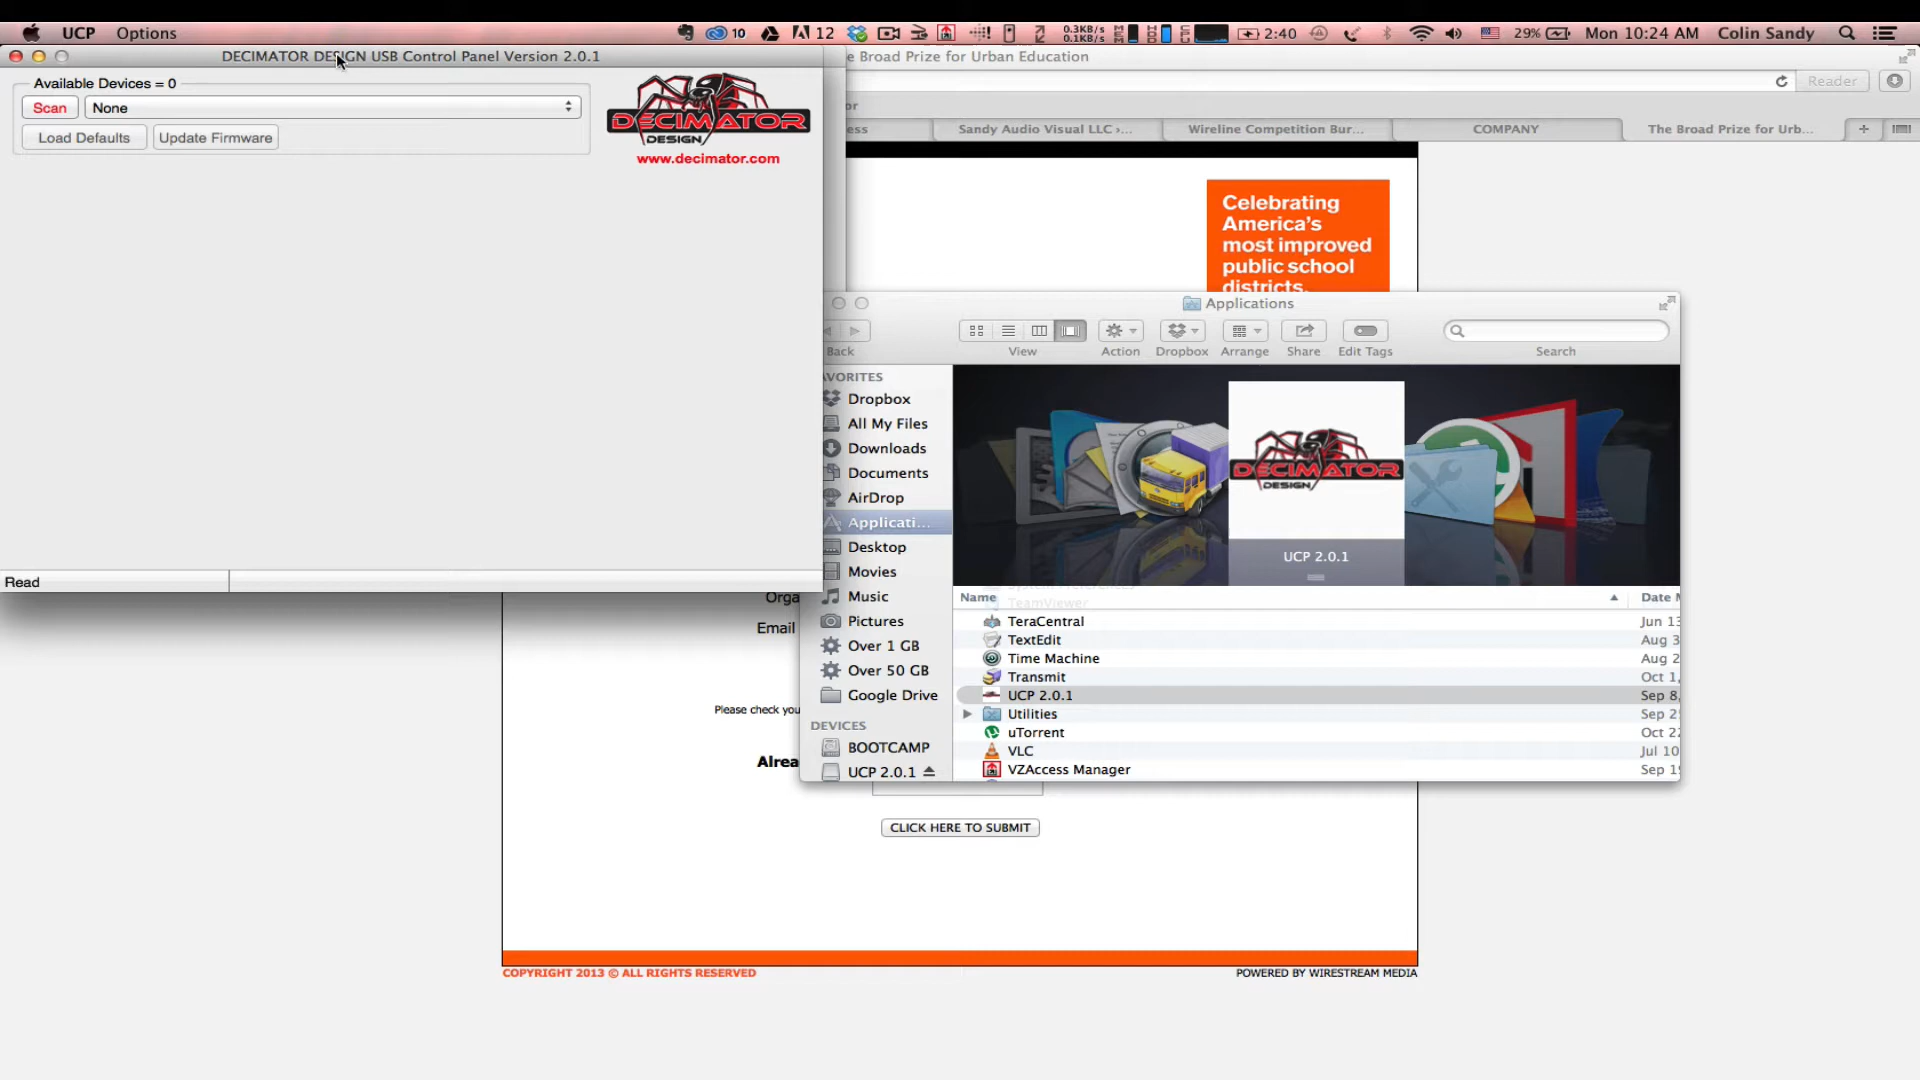 UCP Options 10 12 0.3KB/s 0.1KB/s 2:40 29% Mon 10:24 AM Colin Sandy
DECIMATOR DESIGN USB Control Panel Version 2.0.1
e Broad Prize for Urban Education
Available Devices = 0
Scan None
Load Defaults Update Firmware
DECIMATOR
DESIGN
www.decimator.com
Reader
or
ess Sandy Audio Visual LLC ›... Wireline Competition Bur... COMPANY The Broad Prize for Urb...
Celebrating
America's
most improved
public school
districts.
Applications
Back View Action Dropbox Arrange Share Edit Tags Search
AVORITES
Dropbox
All My Files
Downloads
Documents
AirDrop
Applicati...
Desktop
Movies
Music
Pictures
Over 1 GB
Over 50 GB
Google Drive
DEVICES
BOOTCAMP
UCP 2.0.1
DECIMATOR
DESIGN
UCP 2.0.1
Name Date M
System Preferences
TeamViewer
TeraCentral Jun 13
TextEdit Aug 3
Time Machine Aug 2
Transmit Oct 1,
UCP 2.0.1 Sep 8,
Utilities Sep 2
uTorrent Oct 22
VLC Jul 10
VZAccess Manager Sep 1
Read
Orga
Email
Please check you
Alrea
CLICK HERE TO SUBMIT
COPYRIGHT 2013 © ALL RIGHTS RESERVED POWERED BY WIRESTREAM MEDIA